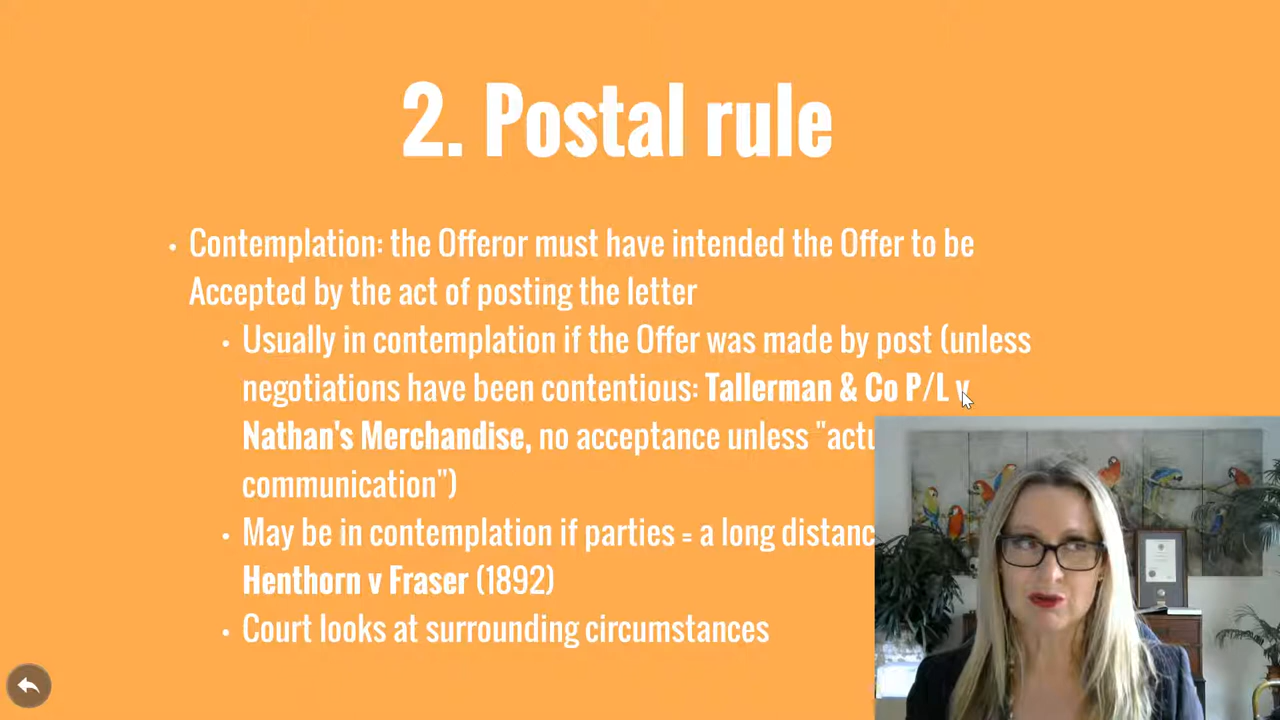 2. Postal rule
• Contemplation: the Offeror must have intended the Offer to be
Accepted by the act of posting the letter
• Usually in contemplation if the Offer was made by post (unless
negotiations have been contentious: Tallerman & Co P/L v
Nathan's Merchandise, no acceptance unless "actu
communication")
• May be in contemplation if parties = a long distanc
Henthorn v Fraser (1892)
• Court looks at surrounding circumstances